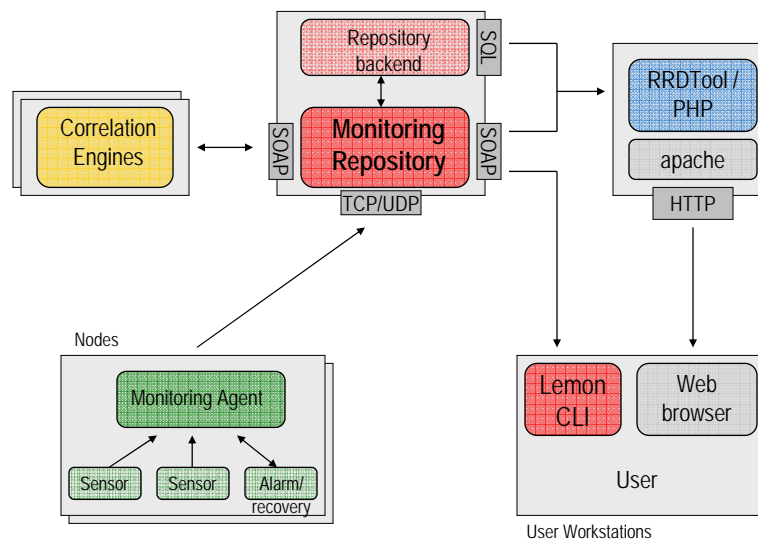 Repository
backend
SQL
RRDTool /
PHP
Correlation
Engines
SOAP
Monitoring
Repository
SOAP
apache
TCP/UDP
HTTP
Nodes
Monitoring Agent
Sensor
Sensor
Alarm/
recovery
Lemon
CLI
Web
browser
User
User Workstations